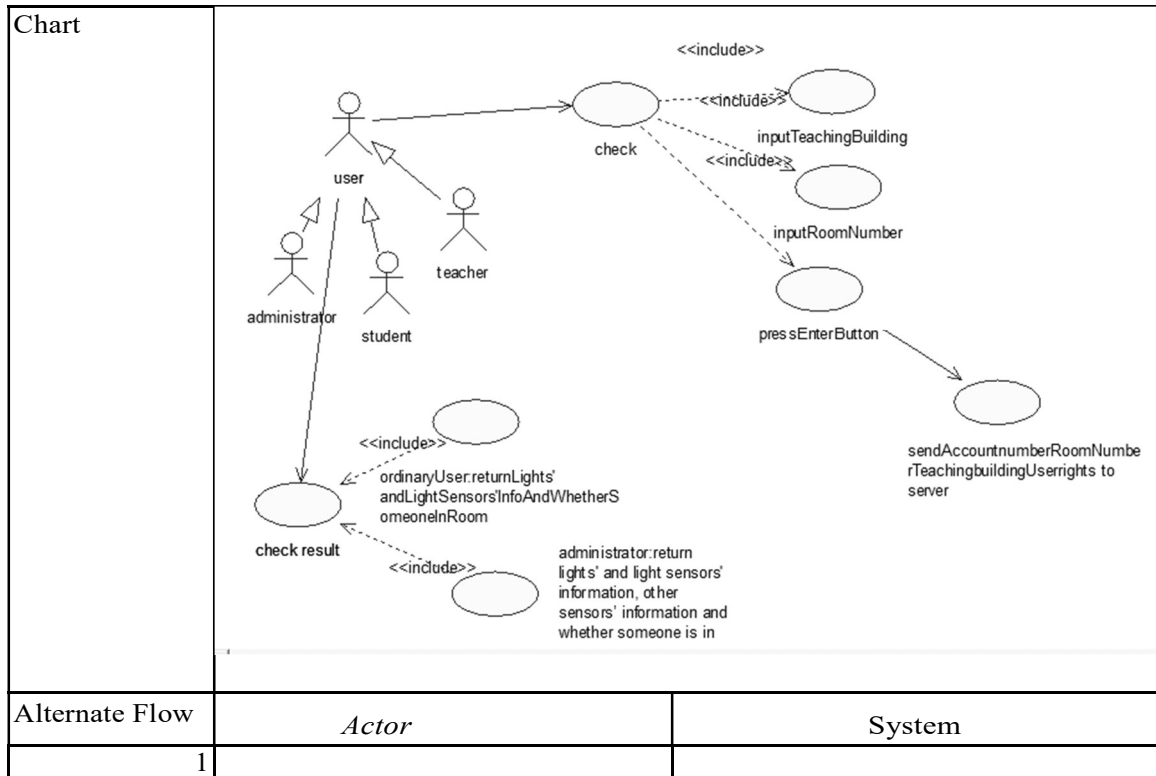 Chart
<<include>>
<<include>>
inputTeachingBuilding
check
<<include>>
user
inputRoomNumber
teacher
administrator
student
pressEnterButton
<<include>>
sendAccountnumberRoomNumbe
rTeachingbuildingUserrights to
server
ordinaryUser:returnLights'
andLightSensors'InfoAndWhetherS
omeoneInRoom
check result
<<include>>
administrator:return
lights' and light sensors'
information, other
sensors' information and
whether someone is in
Alternate Flow
Actor
System
1